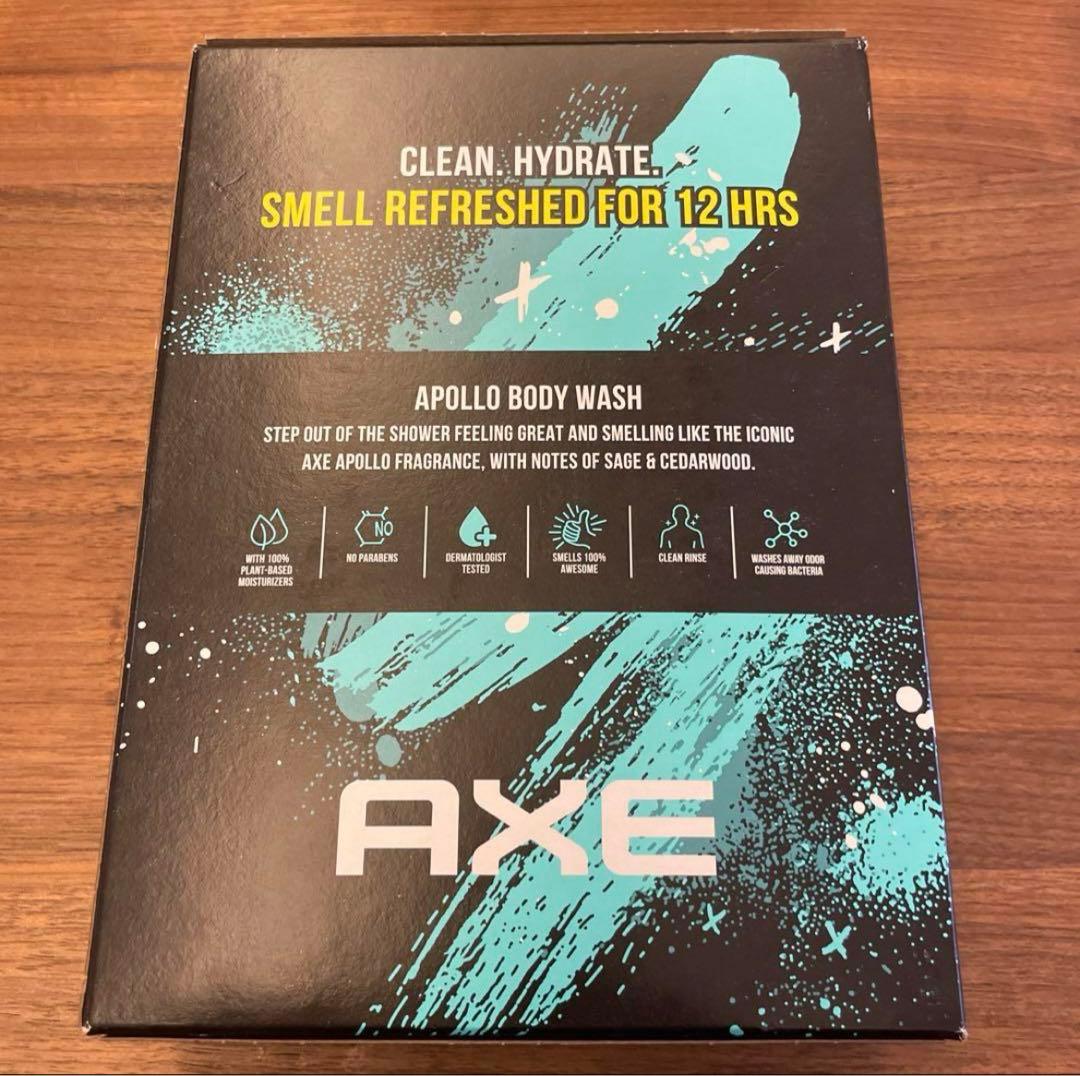 CLEAN. HYDRATE.
SMELL REFRESHED FOR 12 HRS
APOLLO BODY WASH
STEP OUT OF THE SHOWER FEELING GREAT AND SMELLING LIKE THE ICONIC
AXE APOLLO FRAGRANCE, WITH NOTES OF SAGE & CEDARWOOD.
NO
WITH 100%
PLANT-BASED
MOISTURIZERS
NO PARABENS
DERMATOLOGIST
TESTED
SMELLS 100%
AWESOME
CLEAN RINSE
WASHES AWAY ODOR
CAUSING BACTERIA
AXE